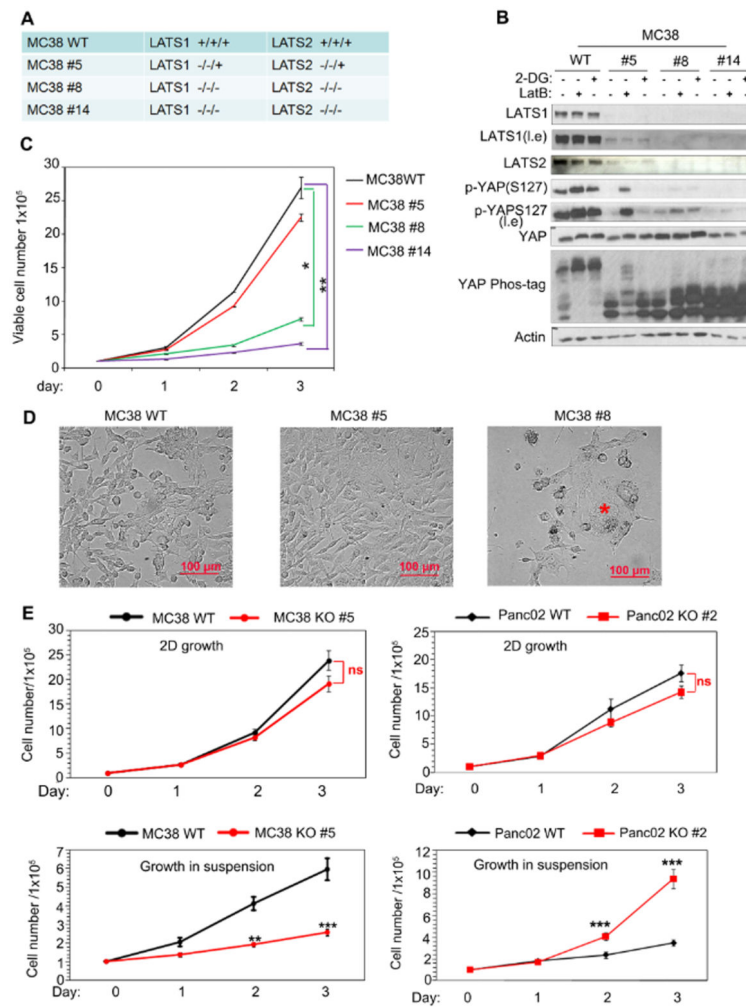 A
MC38 WT LATS1 +/+/+ LATS2 +/+/+
MC38 #5 LATS1 -/-/+ LATS2 -/-/+
MC38 #8 LATS1 -/-/- LATS2 -/-/-
MC38 #14 LATS1 -/-/- LATS2 -/-/-
B
MC38
WT #5 #8 #14
2-DG: - - + - - + - - + - - +
LatB: - + - - + - - + - - + -
LATS1
LATS1(l.e)
LATS2
p-YAP(S127)
p-YAPS127
(l.e)
YAP
YAP Phos-tag
Actin
C
Viable cell number 1x10⁵
30
25
20
15
10
5
0
day: 0 1 2 3
MC38WT
MC38 #5
MC38 #8
MC38 #14
*
**
D
MC38 WT MC38 #5 MC38 #8
*
100 µm 100 µm 100 µm
E
MC38 WT MC38 KO #5
2D growth
Cell number/1x10⁵
30
25
20
15
10
5
0
ns
Day: 0 1 2 3
Panc02 WT Panc02 KO #2
2D growth
Cell number /1x10⁵
25
20
15
10
5
0
ns
Day: 0 1 2 3
MC38 WT MC38 KO #5
Growth in suspension
Cell number /1x10⁵
7
6
5
4
3
2
1
0
** ***
Day: 0 1 2 3
Panc02 WT Panc02 KO #2
Growth in suspension
Cell number /1x10⁵
12
10
8
6
4
2
0
*** ***
Day: 0 1 2 3